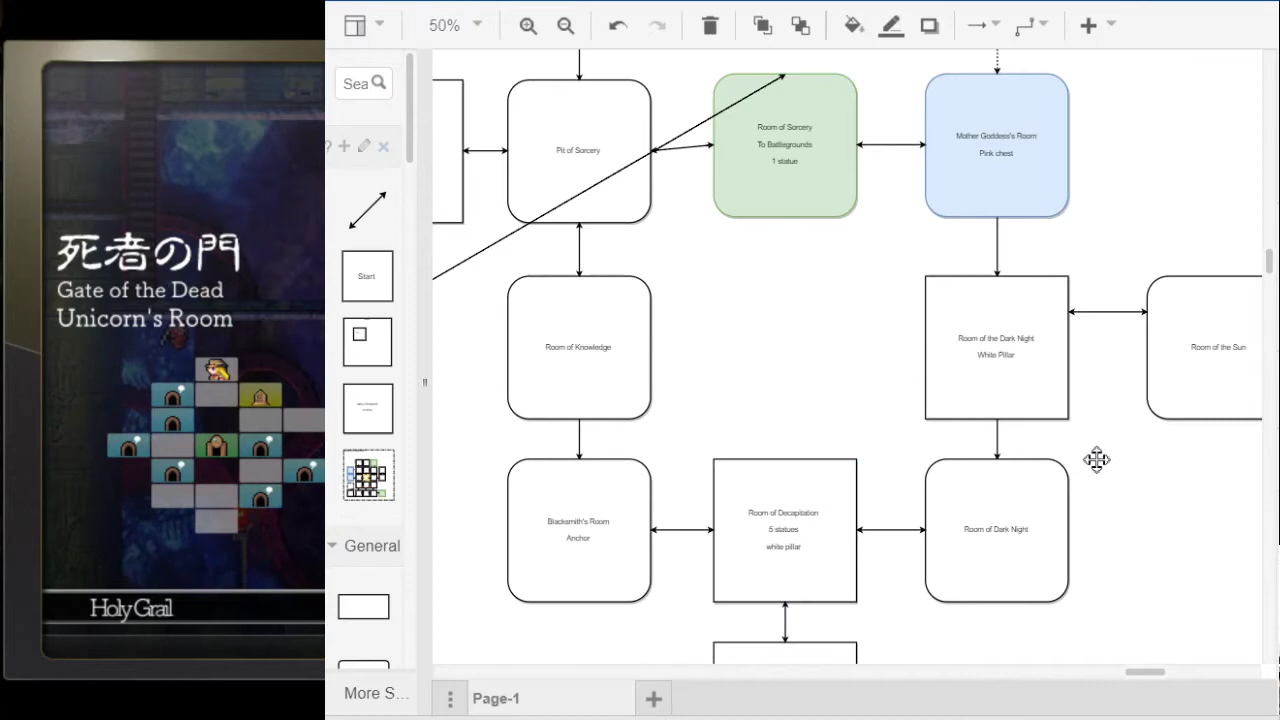 死者の門
Gate of the Dead
Unicorn's Room
Holy Grail
50%
Sea
?
Start
General
More S...
Pit of Sorcery
Room of Sorcery
To Battlegrounds
1 statue
Mother Goddess's Room
Pink chest
Room of Knowledge
Room of the Dark Night
White Pillar
Room of the Sun
Blacksmith's Room
Anchor
Room of Decapitation
5 statues
white pillar
Room of Dark Night
Page-1